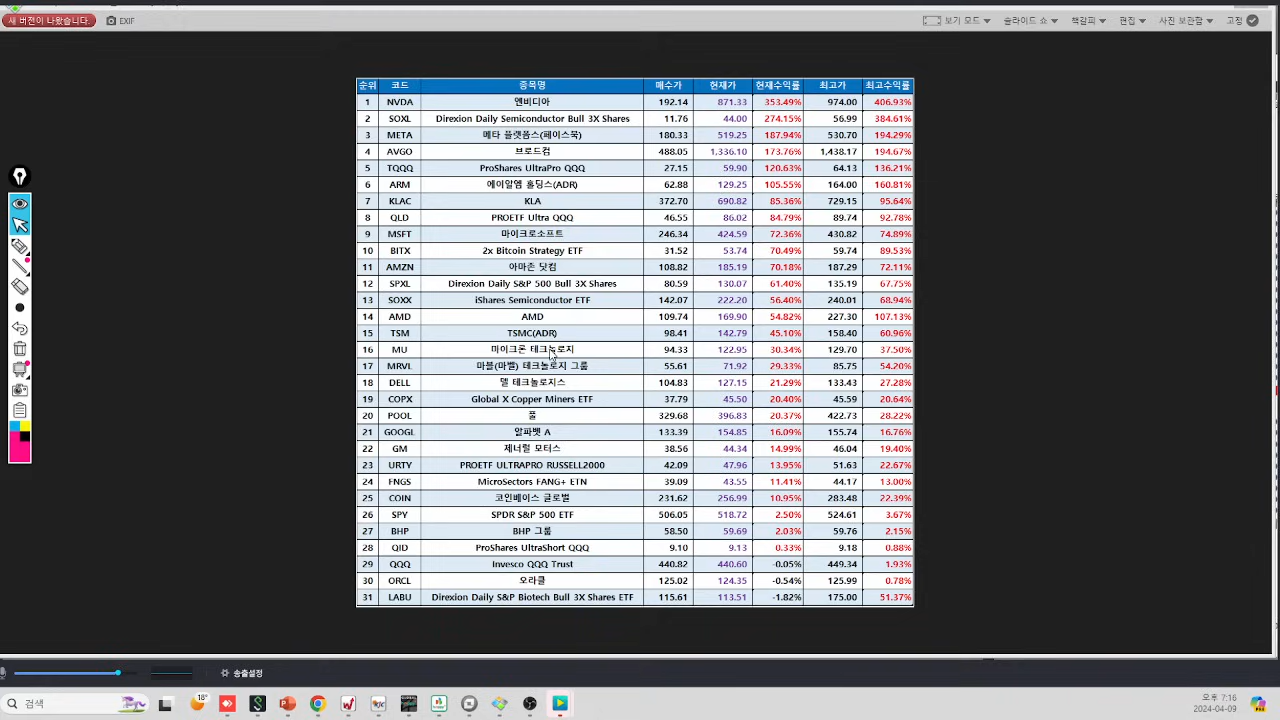 새 버전이 나왔습니다. EXIF 보기 모드 슬라이드 쇼 책갈피 편집 사진 보관함 고정
순위 코드 종목명 매수가 현재가 현재수익률 최고가 최고수익률
1 NVDA 엔비디아 192.14 871.33 353.49% 974.00 406.93%
2 SOXL Direxion Daily Semiconductor Bull 3X Shares 11.76 44.00 274.15% 56.99 384.61%
3 META 메타 플랫폼스(페이스북) 180.33 519.25 187.94% 530.70 194.29%
4 AVGO 브로드컴 488.05 1,336.10 173.76% 1,438.17 194.67%
5 TQQQ ProShares UltraPro QQQ 27.15 59.90 120.63% 64.13 136.21%
6 ARM 에이알엠 홀딩스(ADR) 62.88 129.25 105.55% 164.00 160.81%
7 KLAC KLA 372.70 690.82 85.36% 729.15 95.64%
8 QLD PROETF Ultra QQQ 46.55 86.02 84.79% 89.74 92.78%
9 MSFT 마이크로소프트 246.34 424.59 72.36% 430.82 74.89%
10 BITX 2x Bitcoin Strategy ETF 31.52 53.74 70.49% 59.74 89.53%
11 AMZN 아마존 닷컴 108.82 185.19 70.18% 187.29 72.11%
12 SPXL Direxion Daily S&P 500 Bull 3X Shares 80.59 130.07 61.40% 135.19 67.75%
13 SOXX iShares Semiconductor ETF 142.07 222.20 56.40% 240.01 68.94%
14 AMD AMD 109.74 169.90 54.82% 227.30 107.13%
15 TSM TSMC(ADR) 98.41 142.79 45.10% 158.40 60.96%
16 MU 마이크론 테크놀로지 94.33 122.95 30.34% 129.70 37.50%
17 MRVL 마블(마벨) 테크놀로지 그룹 55.61 71.92 29.33% 85.75 54.20%
18 DELL 델 테크놀로지스 104.83 127.15 21.29% 133.43 27.28%
19 COPX Global X Copper Miners ETF 37.79 45.50 20.40% 45.59 20.64%
20 POOL 풀 329.68 396.83 20.37% 422.73 28.22%
21 GOOGL 알파벳 A 133.39 154.85 16.09% 155.74 16.76%
22 GM 제너럴 모터스 38.56 44.34 14.99% 46.04 19.40%
23 URTY PROETF ULTRAPRO RUSSELL2000 42.09 47.96 13.95% 51.63 22.67%
24 FNGS MicroSectors FANG+ ETN 39.09 43.55 11.41% 44.17 13.00%
25 COIN 코인베이스 글로벌 231.62 256.99 10.95% 283.48 22.39%
26 SPY SPDR S&P 500 ETF 506.05 518.72 2.50% 524.61 3.67%
27 BHP BHP 그룹 58.50 59.69 2.03% 59.76 2.15%
28 QID ProShares UltraShort QQQ 9.10 9.13 0.33% 9.18 0.88%
29 QQQ Invesco QQQ Trust 440.82 440.60 -0.05% 449.34 1.93%
30 ORCL 오라클 125.02 124.35 -0.54% 125.99 0.78%
31 LABU Direxion Daily S&P Biotech Bull 3X Shares ETF 115.61 113.51 -1.82% 175.00 51.37%
송출설정
검색 18° 오후 7:16
2024-04-09